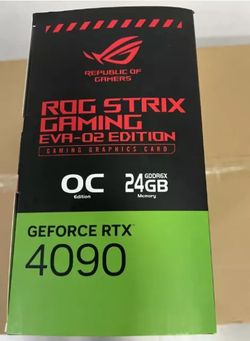 REPUBLIC OF
GAMERS
ROG STRIX
GAMING
EVA-02 EDITION
GAMING GRAPHICS CARD
OC
Edition
24GB
GDDR6X
Memory
GEFORCE RTX
4090